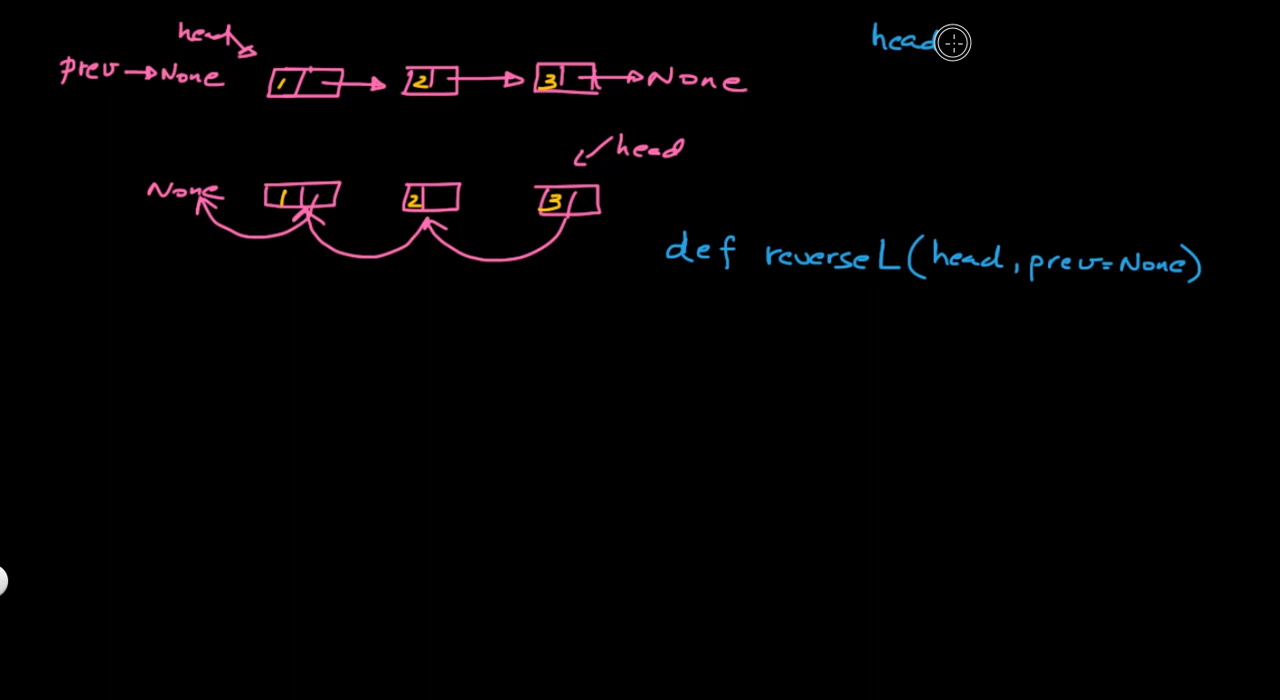 head
head
prev → None 1 → 2 → 3 → None
head
None 1 2 3
def reverseL(head, prev=None)